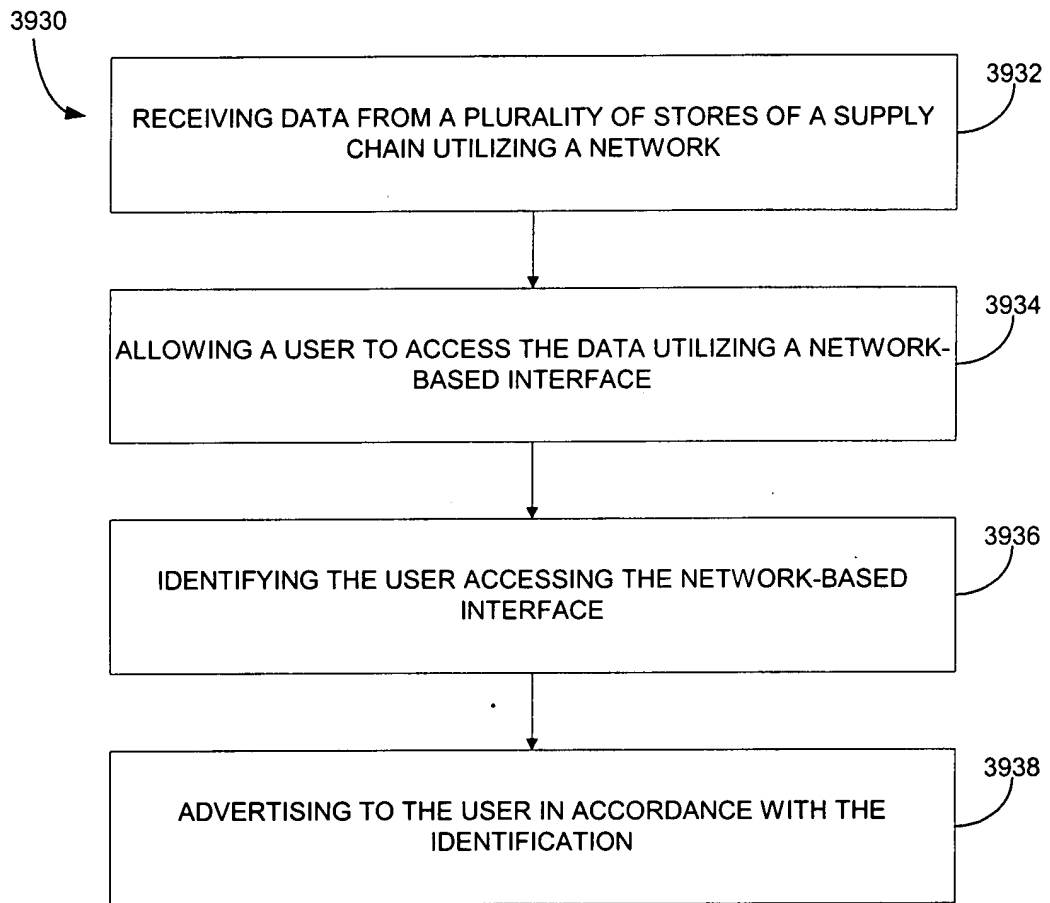 3930
3932
RECEIVING DATA FROM A PLURALITY OF STORES OF A SUPPLY
CHAIN UTILIZING A NETWORK
3934
ALLOWING A USER TO ACCESS THE DATA UTILIZING A NETWORK-
BASED INTERFACE
3936
IDENTIFYING THE USER ACCESSING THE NETWORK-BASED
INTERFACE
3938
ADVERTISING TO THE USER IN ACCORDANCE WITH THE
IDENTIFICATION